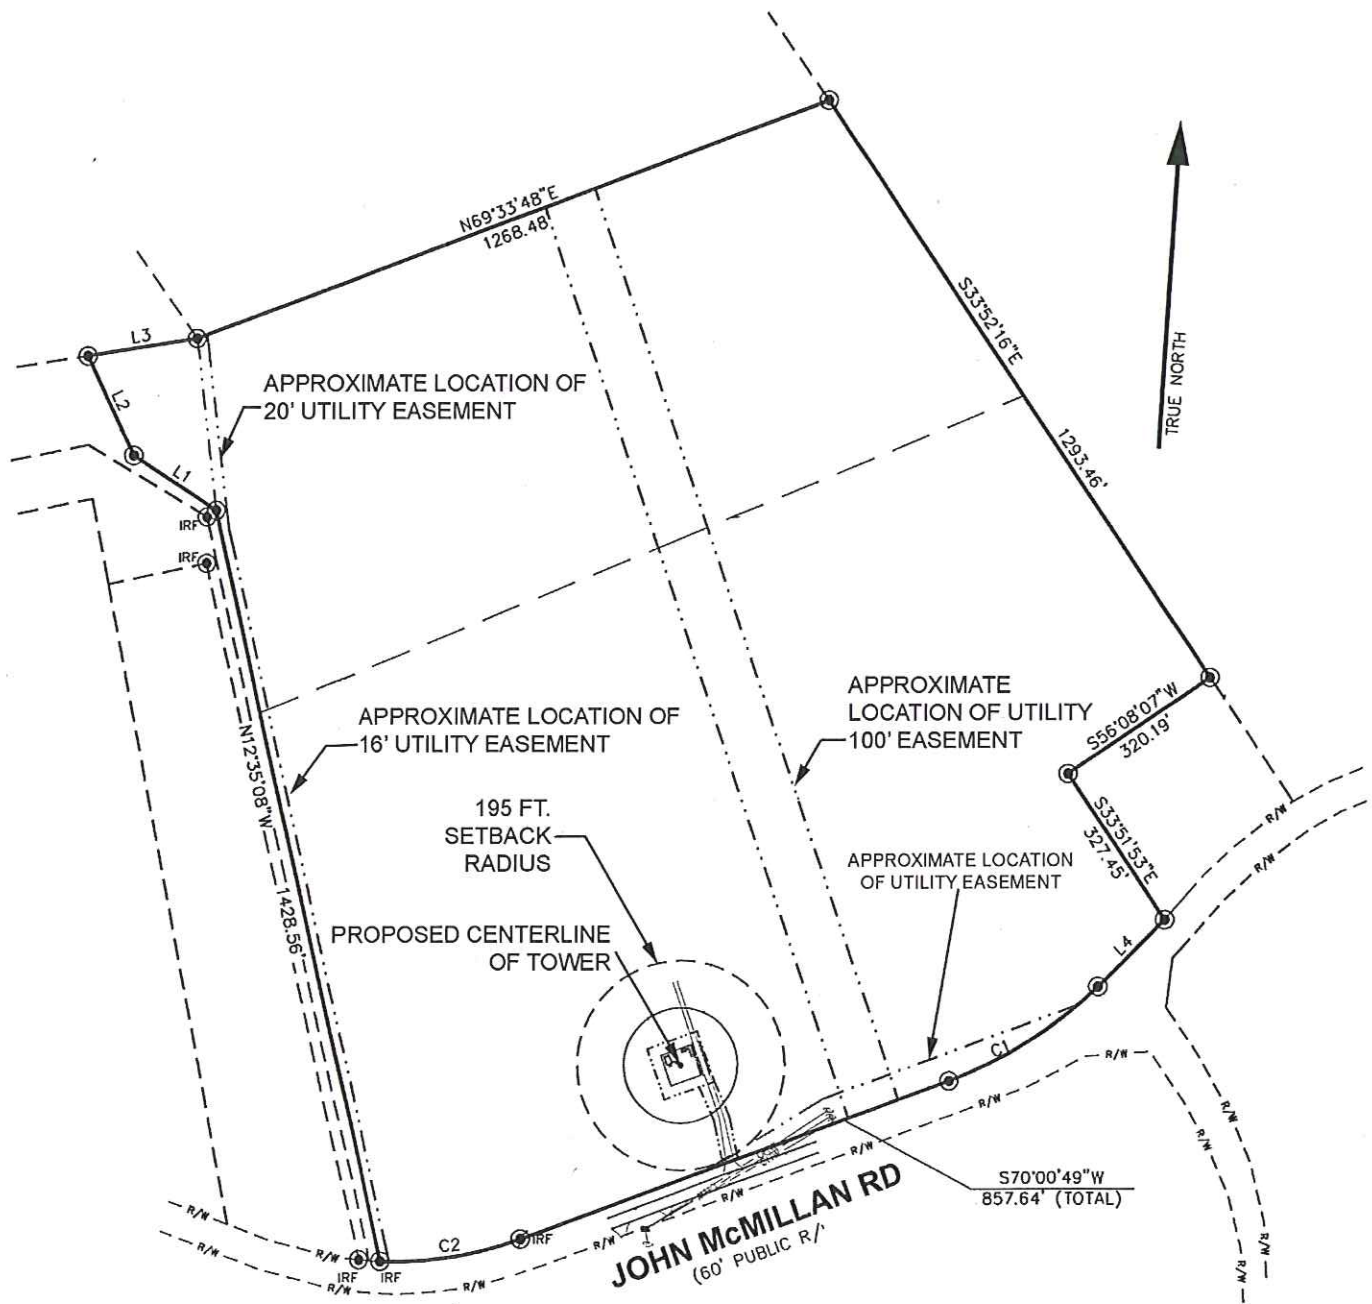 N69°33'48"E
1268.48'
S33°52'16"E
1293.46'
TRUE NORTH
L3
L2
L1
APPROXIMATE LOCATION OF
20' UTILITY EASEMENT
IRF
IRF
APPROXIMATE LOCATION OF
16' UTILITY EASEMENT
N12°35'08"W
1428.56'
APPROXIMATE
LOCATION OF UTILITY
100' EASEMENT
S56°08'07"W
320.19'
S33°51'53"E
327.45'
195 FT.
SETBACK
RADIUS
APPROXIMATE LOCATION
OF UTILITY EASEMENT
PROPOSED CENTERLINE
OF TOWER
L4
C1
R/W
R/W
R/W
R/W
R/W
R/W
R/W
R/W
S70°00'49"W
857.64' (TOTAL)
JOHN McMILLAN RD
(60' PUBLIC R/'
R/W
R/W
IRF
C2
R/W
R/W
R/W
IRF
IRF
R/W
R/W